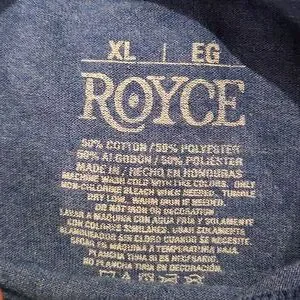 XL | EG
ROYCE
50% COTTON / 50% POLYESTER
50% ALGODON / 50% POLIESTER
MADE IN / HECHO EN HONDURAS
MACHINE WASH COLD WITH LIKE COLORS. ONLY
NON-CHLORINE BLEACH WHEN NEEDED. TUMBLE
DRY LOW. WARM IRON IF NEEDED.
DO NOT IRON ON DECORATION
LAVAR A MAQUINA CON AGUA FRIA Y SOLAMENTE
CON COLORES SIMILARES. USAR SOLAMENTE
BLANQUEADOR SIN CLORO CUANDO SE NECESITE.
SECAR EN MAQUINA A TEMPERATURA BAJA.
PLANCHA TIBIA SI ES NECESARIO.
NO PLANCHA TIBIA EN DECORACION